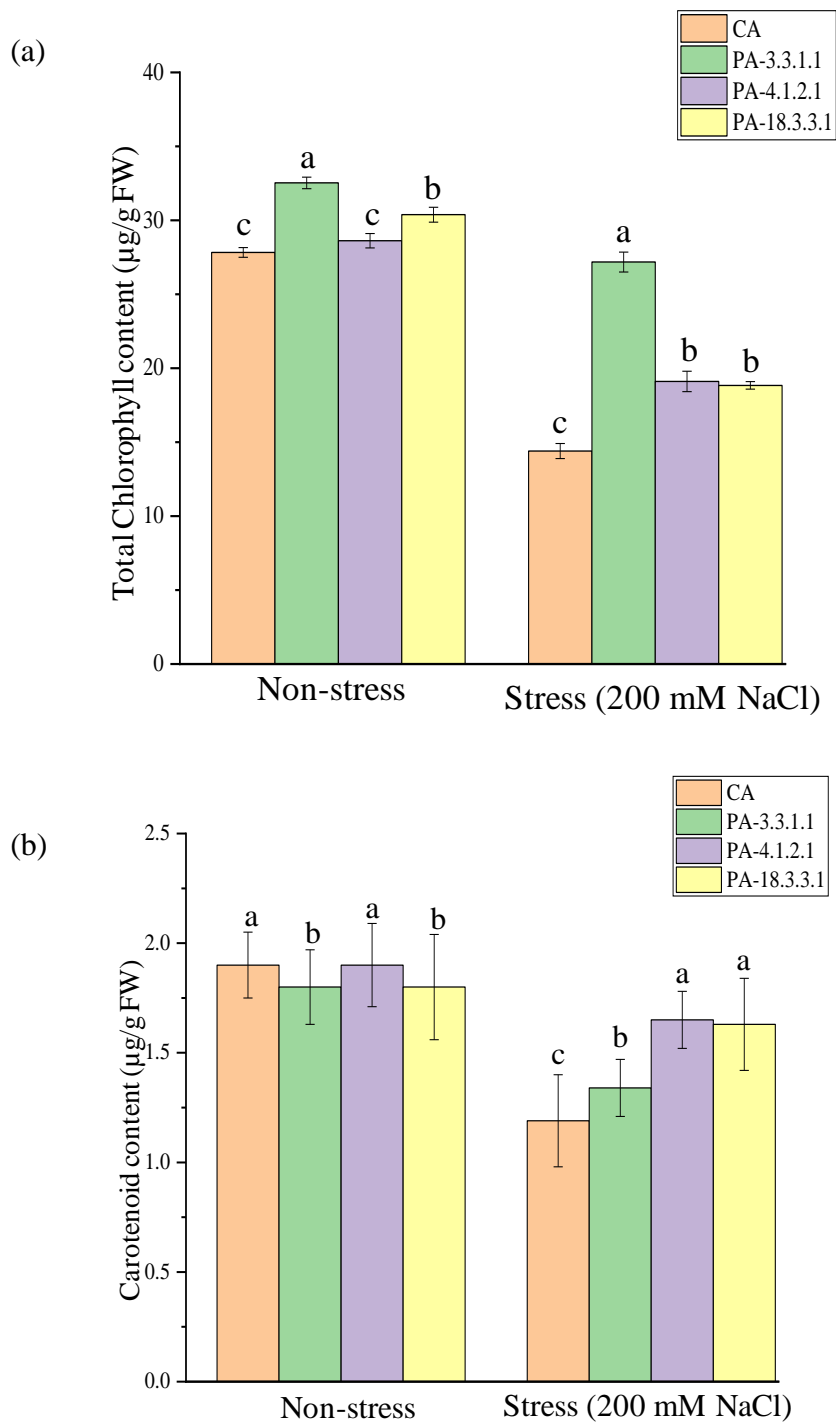 (a)
CA
PA-3.3.1.1
PA-4.1.2.1
PA-18.3.3.1
Total Chlorophyll content (µg/g FW)
40
30
20
10
0
c
a
c
b
c
a
b
b
Non-stress
Stress (200 mM NaCl)
(b)
CA
PA-3.3.1.1
PA-4.1.2.1
PA-18.3.3.1
Carotenoid content (µg/g FW)
2.5
2.0
1.5
1.0
0.5
0.0
a
b
a
b
c
b
a
a
Non-stress
Stress (200 mM NaCl)